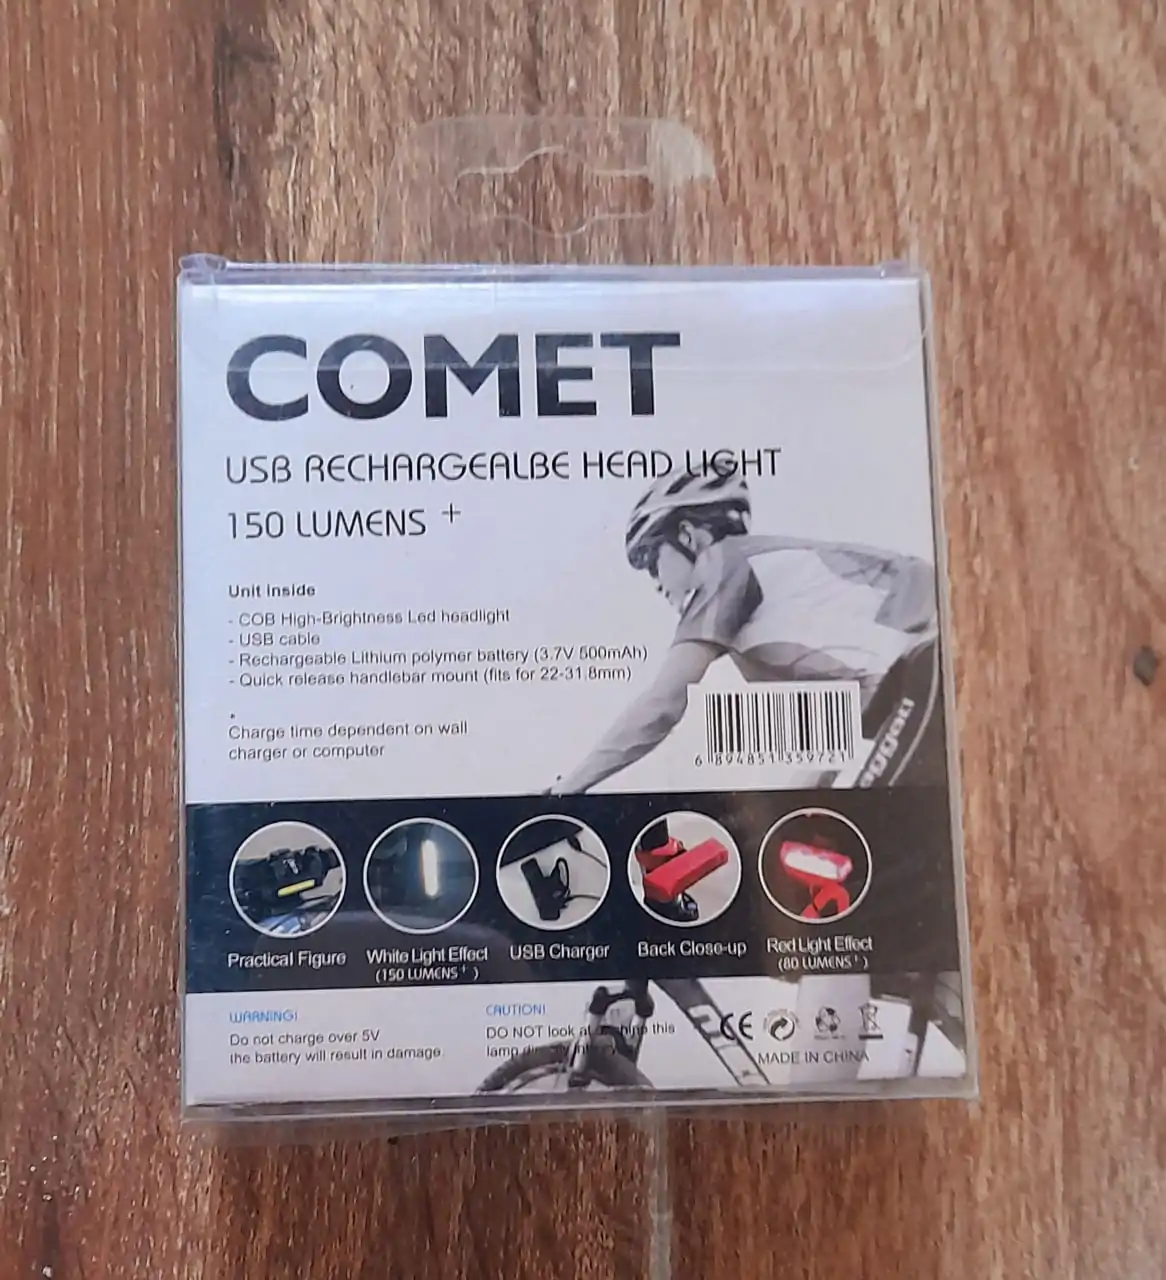 COMET
USB RECHARGEALBE HEAD LIGHT
150 LUMENS +
Unit inside
- COB High-Brightness Led headlight
- USB cable
- Rechargeable Lithium polymer battery (3.7V 500mAh)
- Quick release handlebar mount (fits for 22-31.8mm)
Charge time dependent on wall
charger or computer
6 894851 359721
Practical Figure
White Light Effect
(150 LUMENS +)
USB Charger
Back Close-up
Red Light Effect
(80 LUMENS +)
WARNING!
Do not charge over 5V
the battery will result in damage.
CAUTION!
DO NOT look at this
lamp
CE
MADE IN CHINA